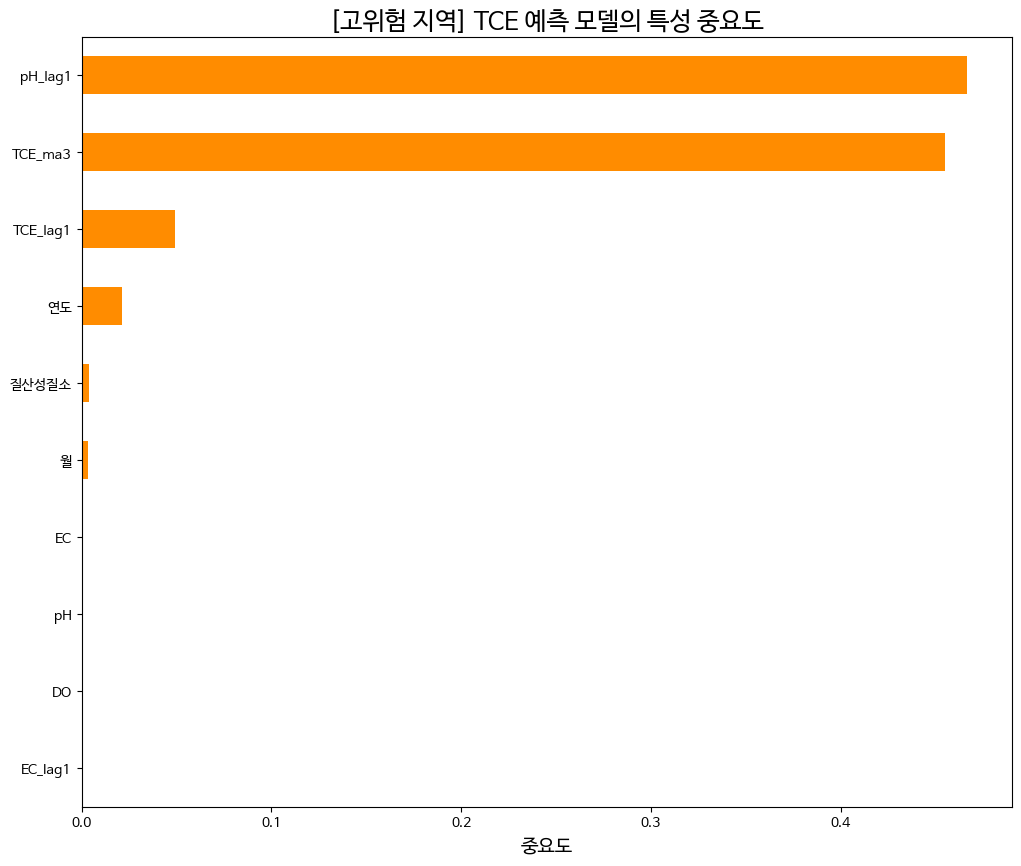 [고위험 지역] TCE 예측 모델의 특성 중요도
pH_lag1
TCE_ma3
TCE_lag1
연도
질산성질소
월
EC
pH
DO
EC_lag1
0.0 0.1 0.2 0.3 0.4
중요도